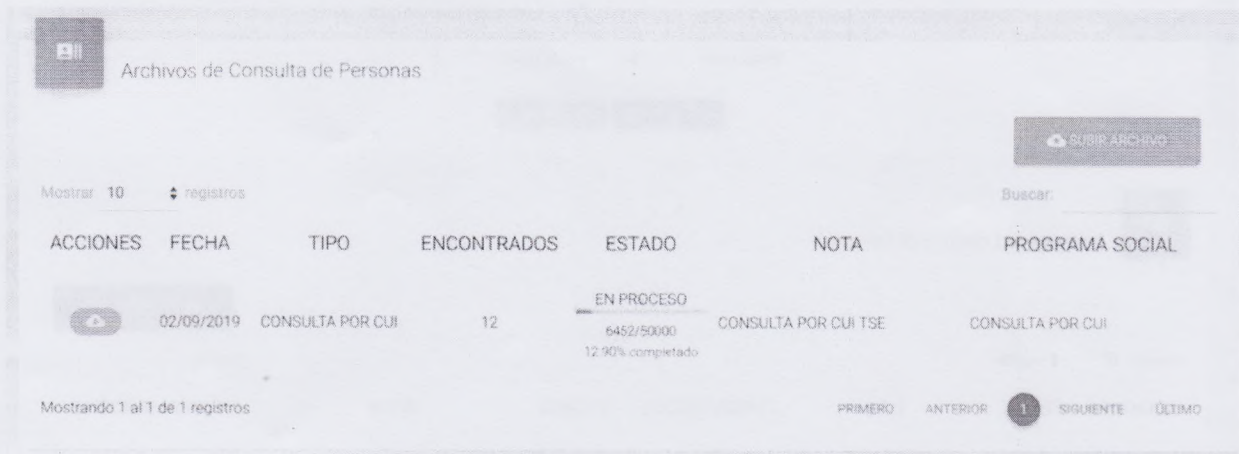 Archivos de Consulta de Personas
SUBIR ARCHIVO
Mostrar 10 registros
Buscar:
ACCIONES FECHA TIPO ENCONTRADOS ESTADO NOTA PROGRAMA SOCIAL
EN PROCESO
02/09/2019 CONSULTA POR CUI 12 6452/50000 CONSULTA POR CUI TSE CONSULTA POR CUI
12.90% completado
Mostrando 1 al 1 de 1 registros
PRIMERO ANTERIOR 1 SIGUIENTE ÚLTIMO